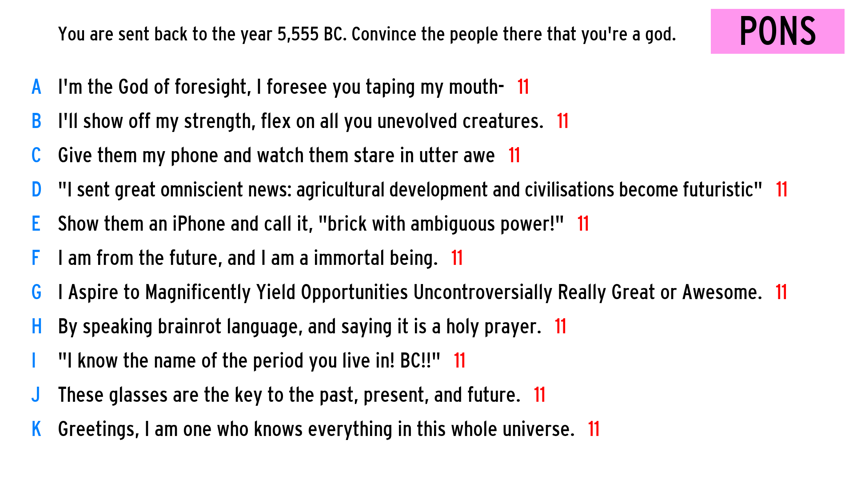 You are sent back to the year 5,555 BC. Convince the people there that you're a god.
PONS
A I'm the God of foresight, I foresee you taping my mouth- 11
B I'll show off my strength, flex on all you unevolved creatures. 11
C Give them my phone and watch them stare in utter awe 11
D "I sent great omniscient news: agricultural development and civilisations become futuristic" 11
E Show them an iPhone and call it, "brick with ambiguous power!" 11
F I am from the future, and I am a immortal being. 11
G I Aspire to Magnificently Yield Opportunities Uncontroversially Really Great or Awesome. 11
H By speaking brainrot language, and saying it is a holy prayer. 11
I "I know the name of the period you live in! BC!!" 11
J These glasses are the key to the past, present, and future. 11
K Greetings, I am one who knows everything in this whole universe. 11